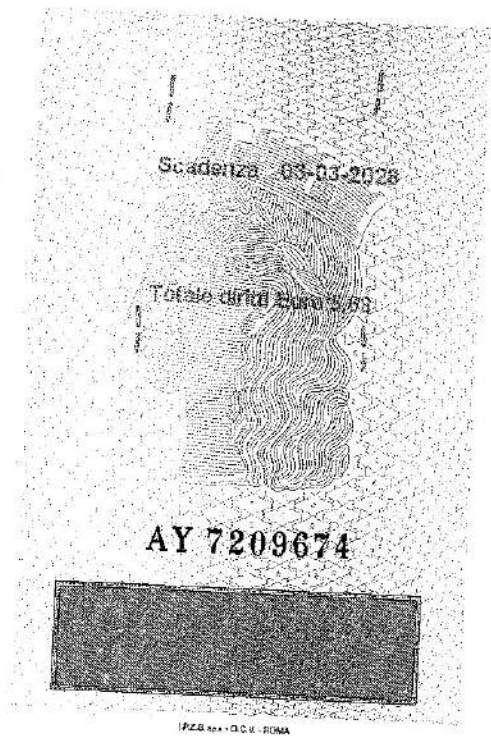 Scadenza 03-03-2028
Totale diritti Euro
AY 7209674
I.P.Z.S. s.p.a. - O.C.V. - ROMA